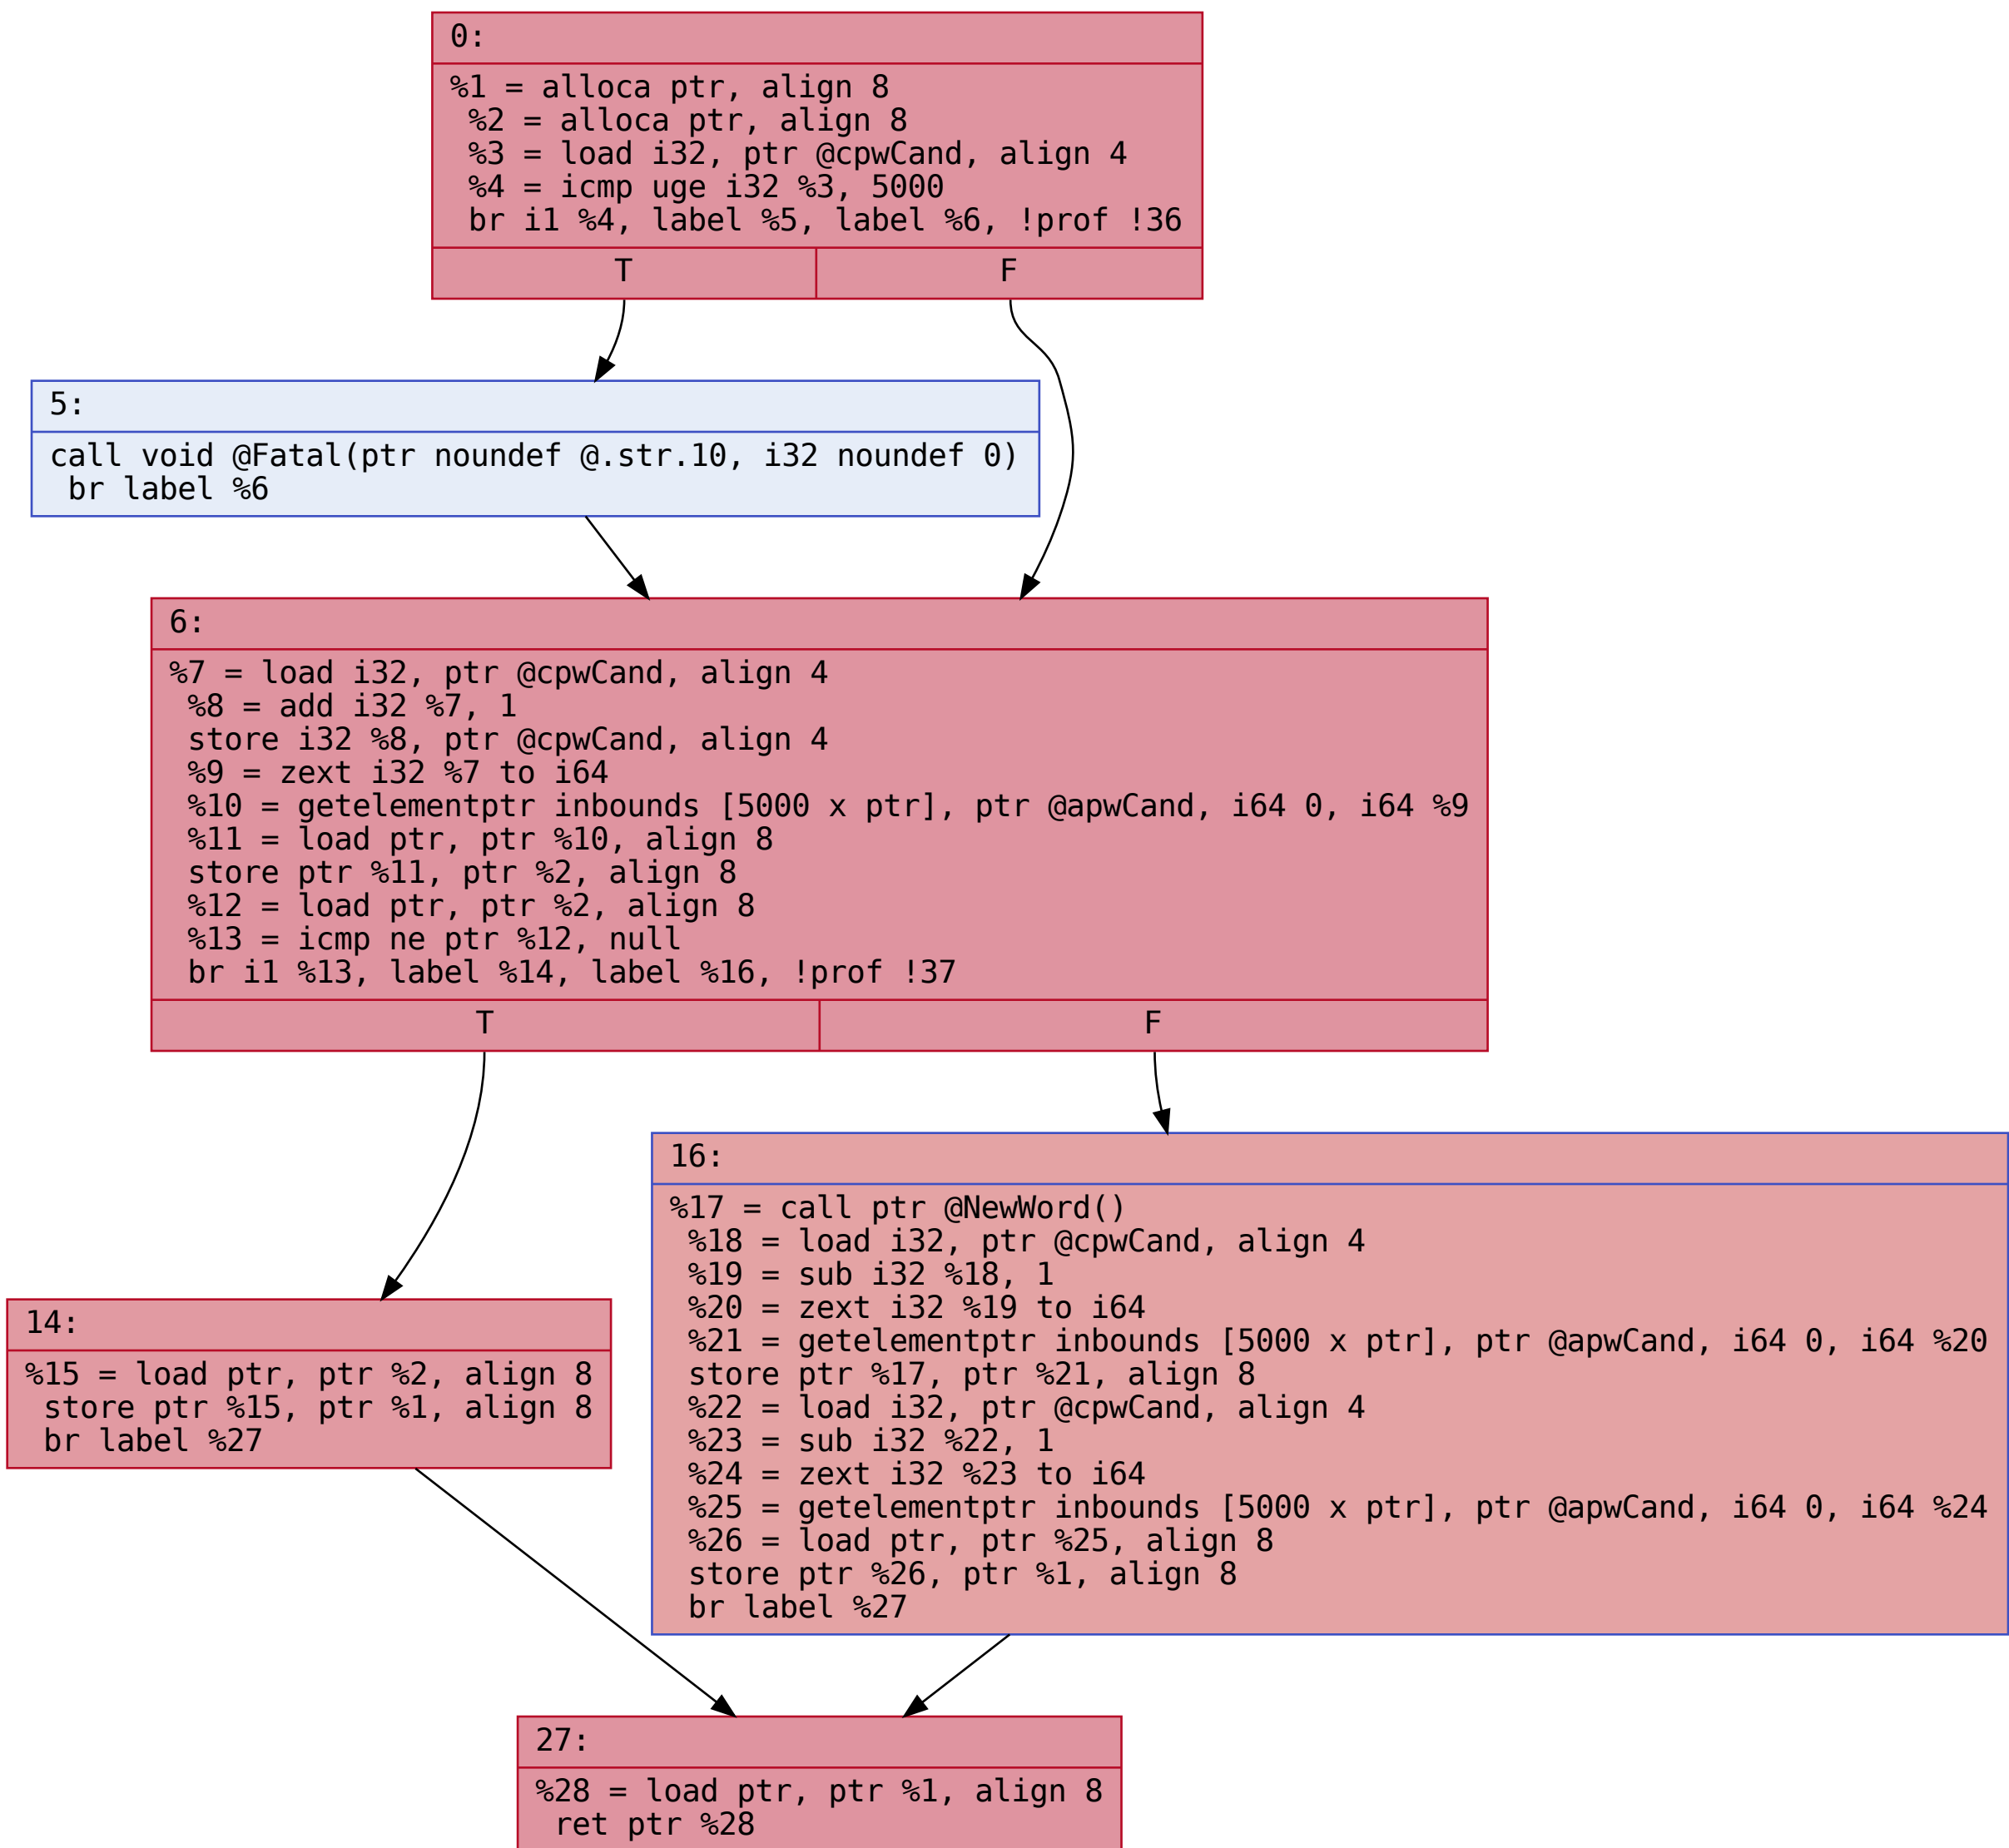 0:
%1 = alloca ptr, align 8
%2 = alloca ptr, align 8
%3 = load i32, ptr @cpwCand, align 4
%4 = icmp uge i32 %3, 5000
br i1 %4, label %5, label %6, !prof !36
T F
5:
call void @Fatal(ptr noundef @.str.10, i32 noundef 0)
br label %6
6:
%7 = load i32, ptr @cpwCand, align 4
%8 = add i32 %7, 1
store i32 %8, ptr @cpwCand, align 4
%9 = zext i32 %7 to i64
%10 = getelementptr inbounds [5000 x ptr], ptr @apwCand, i64 0, i64 %9
%11 = load ptr, ptr %10, align 8
store ptr %11, ptr %2, align 8
%12 = load ptr, ptr %2, align 8
%13 = icmp ne ptr %12, null
br i1 %13, label %14, label %16, !prof !37
T F
16:
%17 = call ptr @NewWord()
%18 = load i32, ptr @cpwCand, align 4
%19 = sub i32 %18, 1
%20 = zext i32 %19 to i64
%21 = getelementptr inbounds [5000 x ptr], ptr @apwCand, i64 0, i64 %20
store ptr %17, ptr %21, align 8
%22 = load i32, ptr @cpwCand, align 4
%23 = sub i32 %22, 1
%24 = zext i32 %23 to i64
%25 = getelementptr inbounds [5000 x ptr], ptr @apwCand, i64 0, i64 %24
%26 = load ptr, ptr %25, align 8
store ptr %26, ptr %1, align 8
br label %27
14:
%15 = load ptr, ptr %2, align 8
store ptr %15, ptr %1, align 8
br label %27
27:
%28 = load ptr, ptr %1, align 8
ret ptr %28